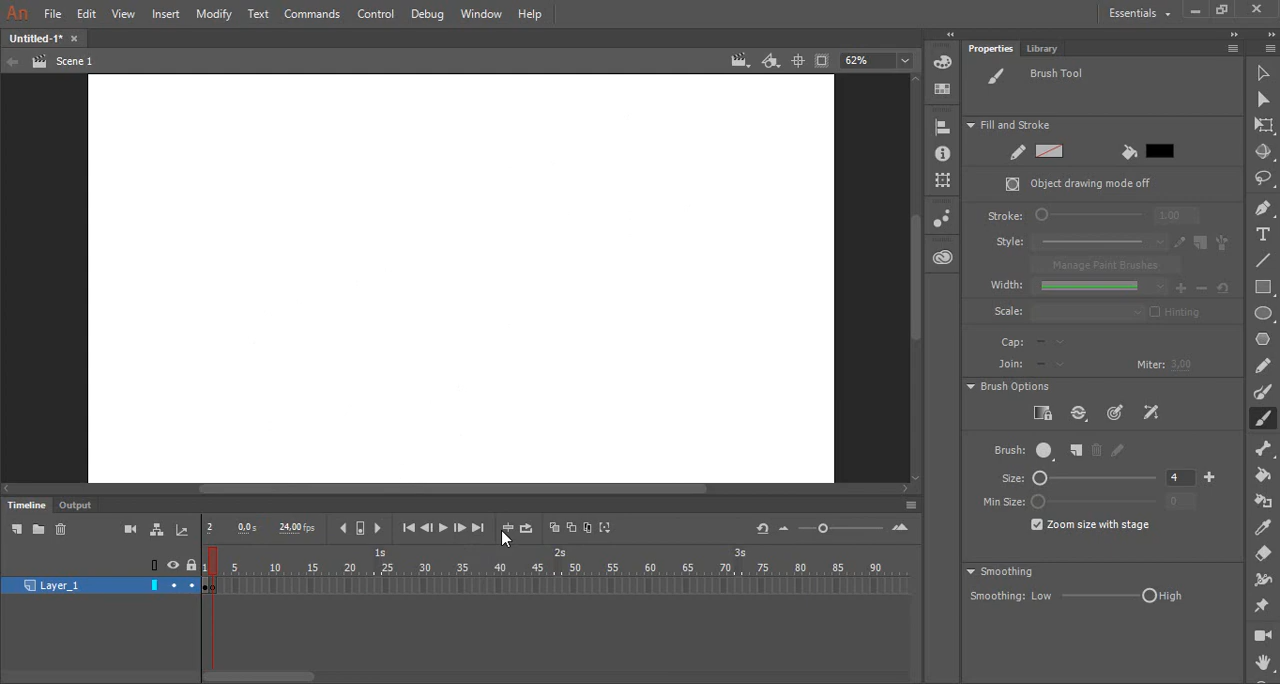 An File Edit View Insert Modify Text Commands Control Debug Window Help Essentials
Untitled-1* ×
Scene 1 62%
Properties Library
Brush Tool
Fill and Stroke
Object drawing mode off
Stroke: 1,00
Style:
Manage Paint Brushes
Width:
Scale: Hinting
Cap:
Join: Miter: 3,00
Brush Options
Brush:
Size: 4
Min Size: 0
Zoom size with stage
Smoothing
Smoothing: Low High
Timeline Output
2 0,0 s 24,00 fps
1s 2s 3s
1 5 10 15 20 25 30 35 40 45 50 55 60 65 70 75 80 85 90
Layer_1